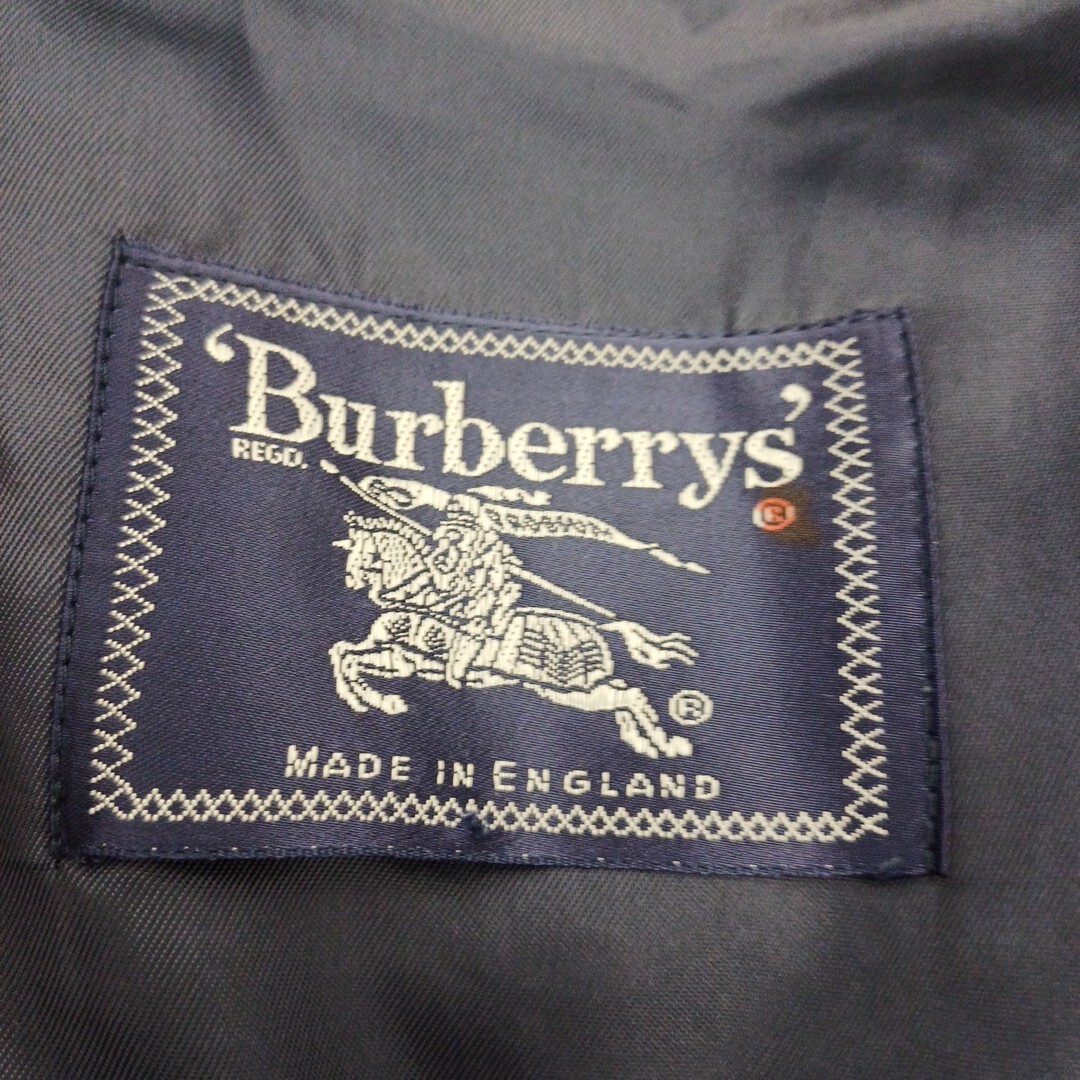 ‘Burberrys’
REGD.
®
®
MADE IN ENGLAND